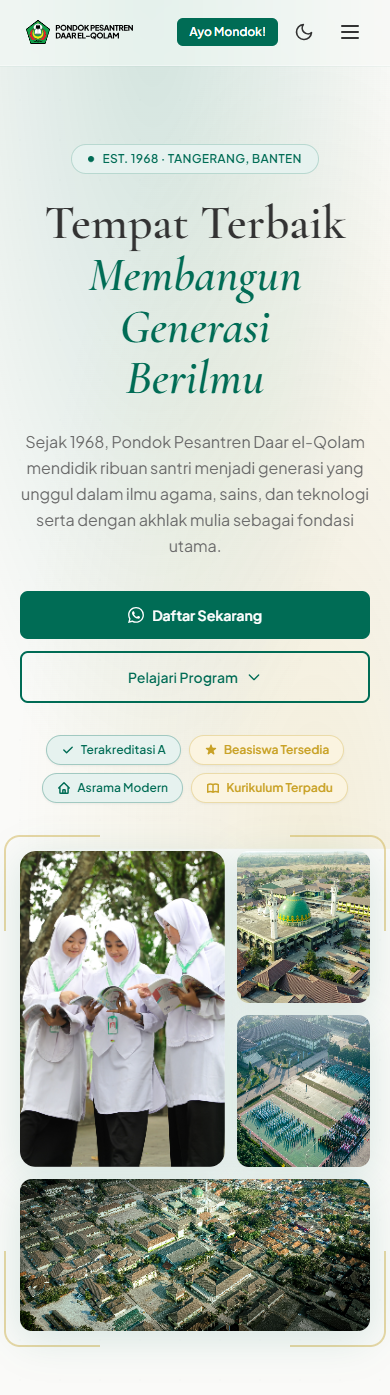 PONDOK PESANTREN
DAAR EL-QOLAM
Ayo Mondok!
EST. 1968 · TANGERANG, BANTEN
Tempat Terbaik
Membangun
Generasi
Berilmu
Sejak 1968, Pondok Pesantren Daar el-Qolam
mendidik ribuan santri menjadi generasi yang
unggul dalam ilmu agama, sains, dan teknologi
serta dengan akhlak mulia sebagai fondasi
utama.
Daftar Sekarang
Pelajari Program
Terakreditasi A
Beasiswa Tersedia
Asrama Modern
Kurikulum Terpadu